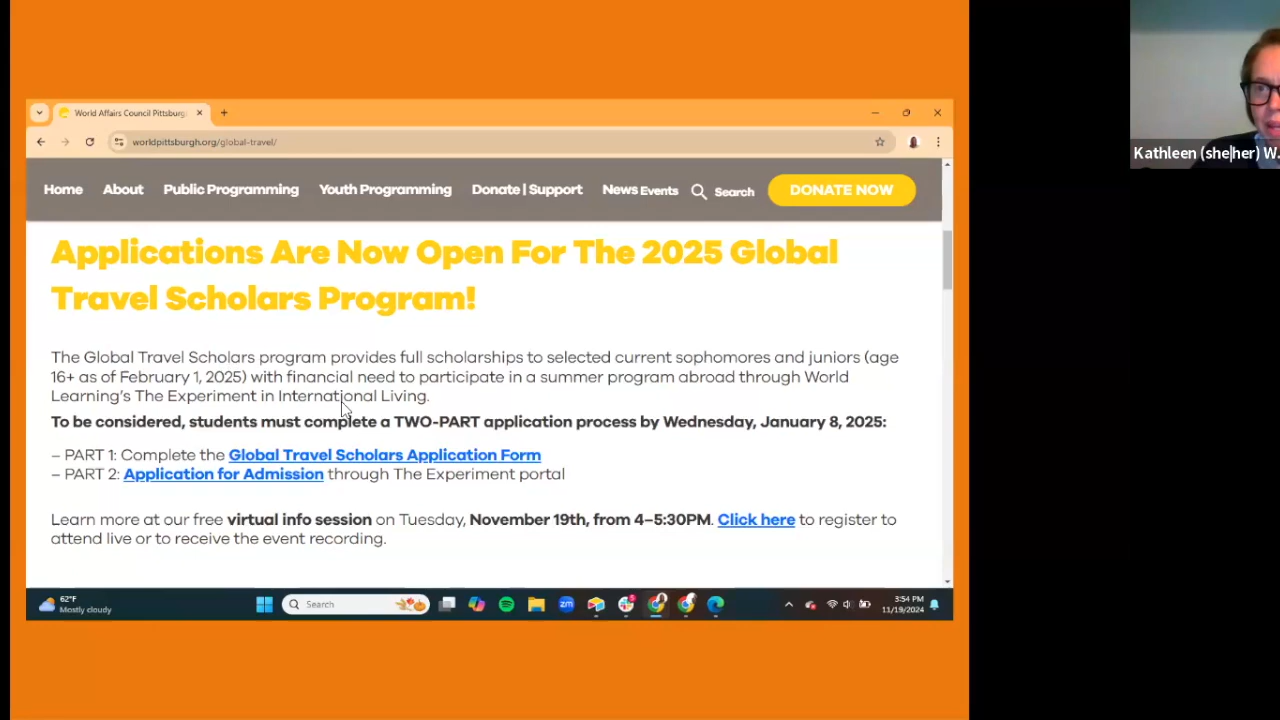 World Affairs Council Pittsburg
worldpittsburgh.org/global-travel/
Home About Public Programming Youth Programming Donate | Support News Events Search DONATE NOW
Applications Are Now Open For The 2025 Global
Travel Scholars Program!
The Global Travel Scholars program provides full scholarships to selected current sophomores and juniors (age
16+ as of February 1, 2025) with financial need to participate in a summer program abroad through World
Learning's The Experiment in International Living.
To be considered, students must complete a TWO-PART application process by Wednesday, January 8, 2025:
– PART 1: Complete the Global Travel Scholars Application Form
– PART 2: Application for Admission through The Experiment portal
Learn more at our free virtual info session on Tuesday, November 19th, from 4–5:30PM. Click here to register to
attend live or to receive the event recording.
62°F
Mostly cloudy
Search
zm
3:54 PM
11/19/2024
Kathleen (she|her) W.